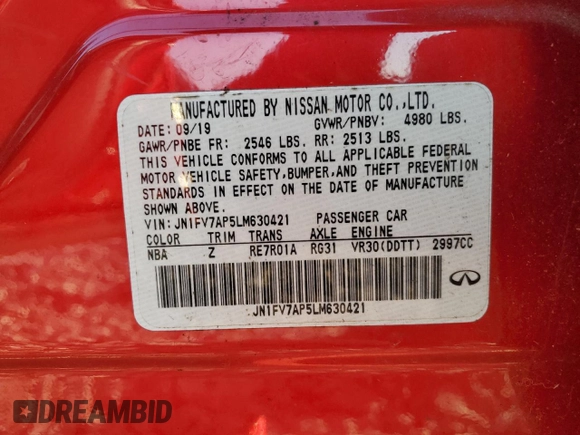 MANUFACTURED BY NISSAN MOTOR CO.,LTD.
DATE: 09/19 GVWR/PNBV: 4980 LBS.
GAWR/PNBE FR: 2546 LBS. RR: 2513 LBS.
THIS VEHICLE CONFORMS TO ALL APPLICABLE FEDERAL
MOTOR VEHICLE SAFETY,BUMPER,AND THEFT PREVENTION
STANDARDS IN EFFECT ON THE DATE OF MANUFACTURE
SHOWN ABOVE.
VIN: JN1FV7AP5LM630421 PASSENGER CAR
COLOR TRIM TRANS AXLE ENGINE
NBA Z RE7R01A RG31 VR30(DDTT) 2997CC
JN1FV7AP5LM630421
DREAMBID